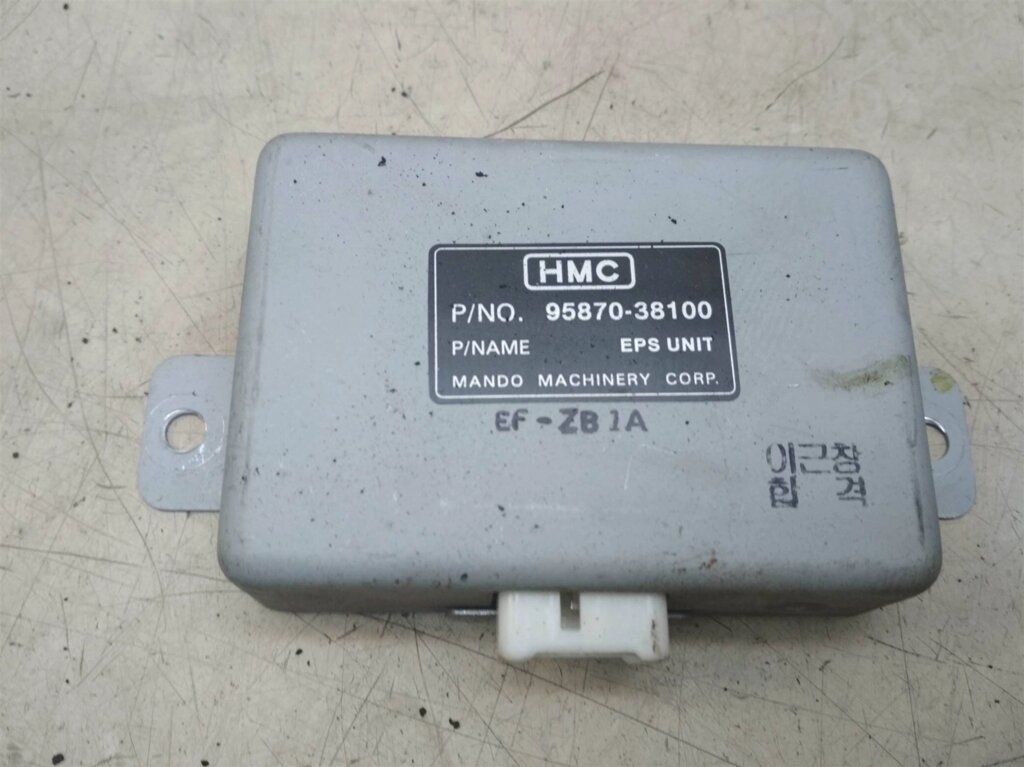 HMC
P/NO. 95870-38100
P/NAME EPS UNIT
MANDO MACHINERY CORP.
EF-ZB1A
이근창
합격